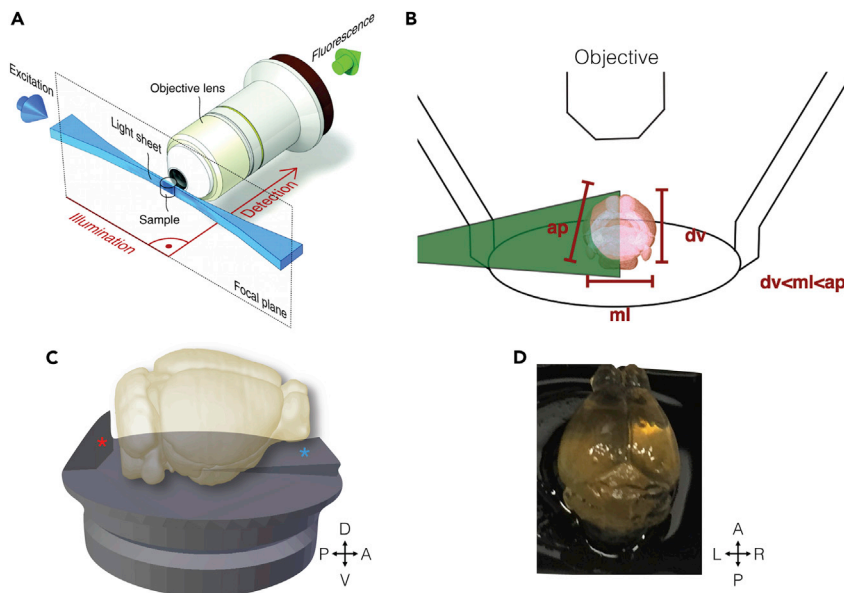 A
Excitation
Light sheet
Objective lens
Fluorescence
Sample
Illumination
Detection
Focal plane
B
Objective
ap
dv
ml
dv<ml<ap
C
*
*
D
P
A
V
D
A
L
R
P